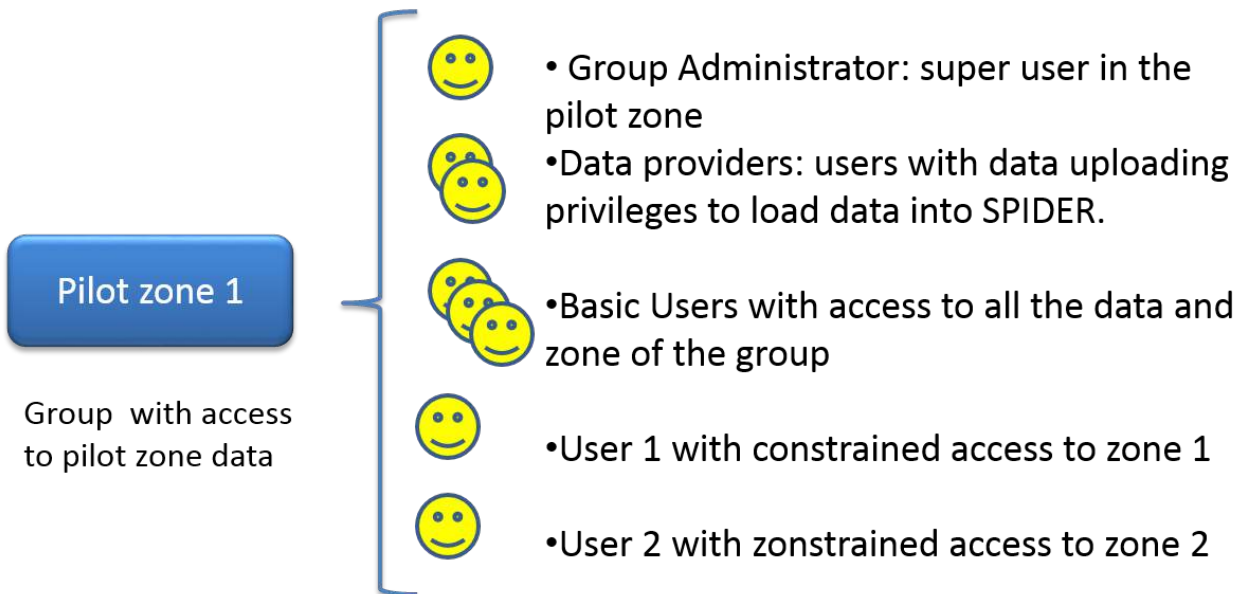 Pilot zone 1
Group with access
to pilot zone data
• Group Administrator: super user in the
pilot zone
•Data providers: users with data uploading
privileges to load data into SPIDER.
•Basic Users with access to all the data and
zone of the group
•User 1 with constrained access to zone 1
•User 2 with zonstrained access to zone 2